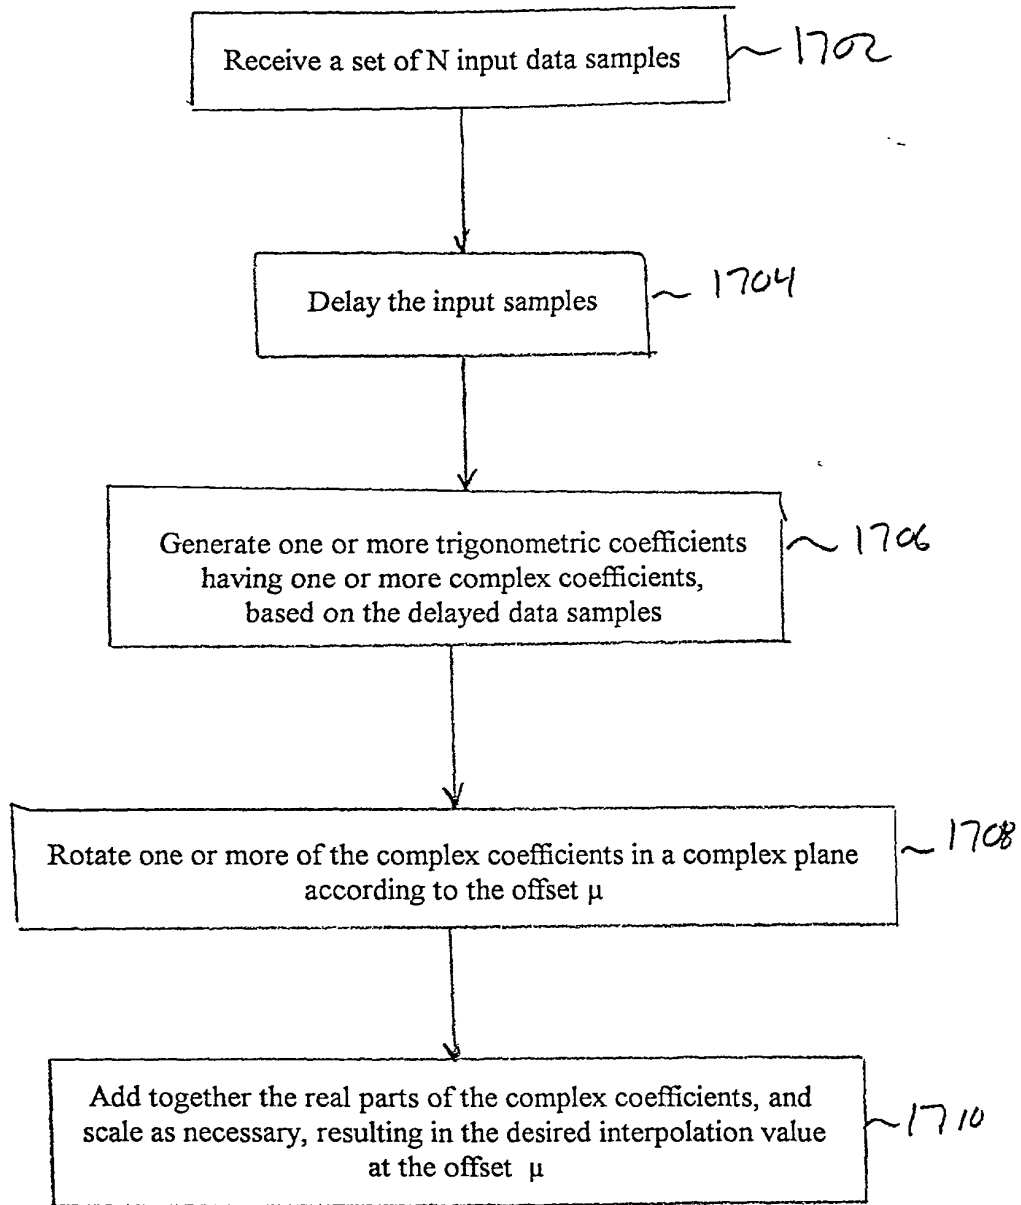 Receive a set of N input data samples
1702
Delay the input samples
1704
Generate one or more trigonometric coefficients
having one or more complex coefficients,
based on the delayed data samples
1706
Rotate one or more of the complex coefficients in a complex plane
according to the offset μ
1708
Add together the real parts of the complex coefficients, and
scale as necessary, resulting in the desired interpolation value
at the offset μ
1710